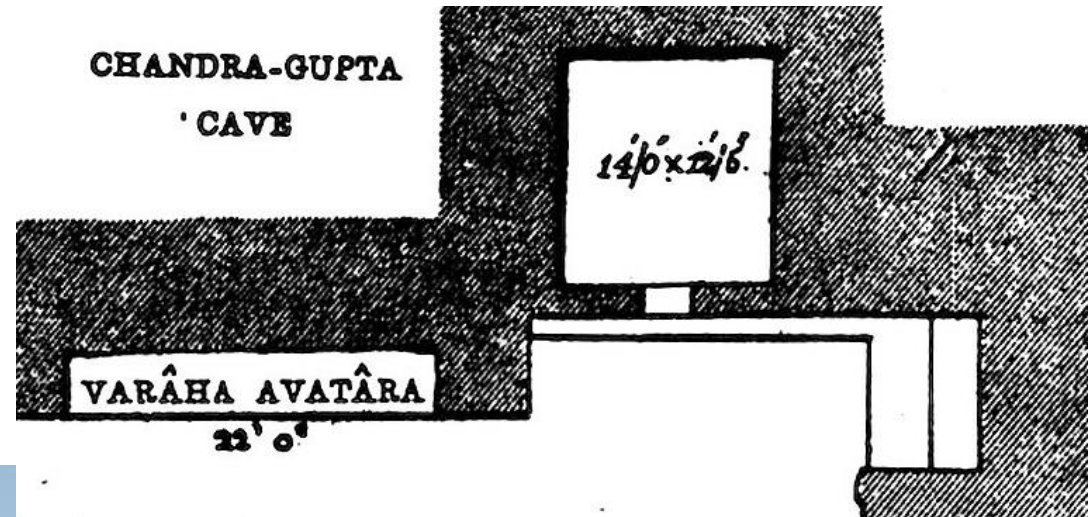 CHANDRA-GUPTA
CAVE
14'0" × 12'6"
VARÂHA AVATÂRA
22' 0"